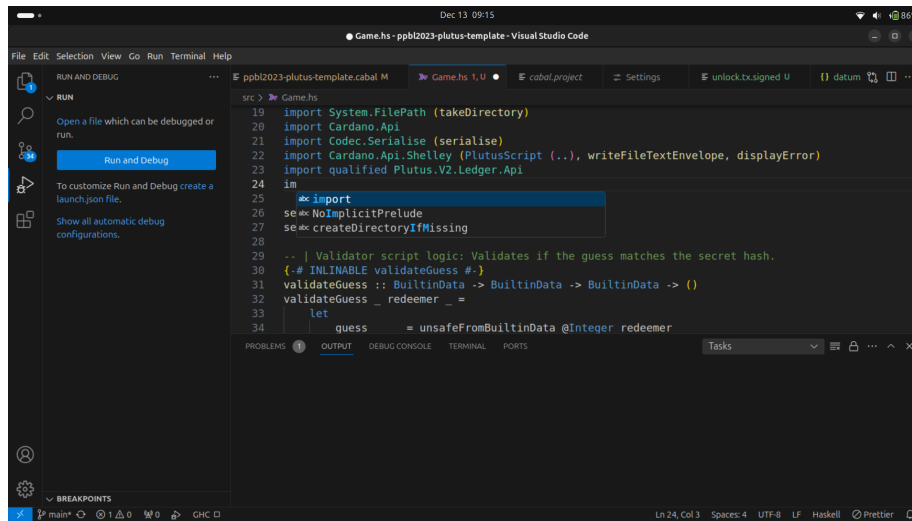 Dec 13 09:15
86%
Game.hs - ppbl2023-plutus-template - Visual Studio Code
File Edit Selection View Go Run Terminal Help
RUN AND DEBUG
ppbl2023-plutus-template.cabal M
Game.hs 1, U
cabal.project
Settings
unlock.tx.signed U
datum
RUN
Open a file which can be debugged or
run.
Run and Debug
To customize Run and Debug create a
launch.json file.
Show all automatic debug
configurations.
src > Game.hs
19 import System.FilePath (takeDirectory)
20 import Cardano.Api
21 import Codec.Serialise (serialise)
22 import Cardano.Api.Shelley (PlutusScript (..), writeFileTextEnvelope, displayError)
23 import qualified Plutus.V2.Ledger.Api
24 im
25 abc import
26 se abc NoImplicitPrelude
27 se abc createDirectoryIfMissing
28
29 -- | Validator script logic: Validates if the guess matches the secret hash.
30 {-# INLINABLE validateGuess #-}
31 validateGuess :: BuiltinData -> BuiltinData -> BuiltinData -> ()
32 validateGuess _ redeemer _ =
33 let
34 guess = unsafeFromBuiltinData @Integer redeemer
PROBLEMS 1 OUTPUT DEBUG CONSOLE TERMINAL PORTS
Tasks
1
34
BREAKPOINTS
main* 1 0 0 GHC
Ln 24, Col 3 Spaces: 4 UTF-8 LF Haskell Prettier